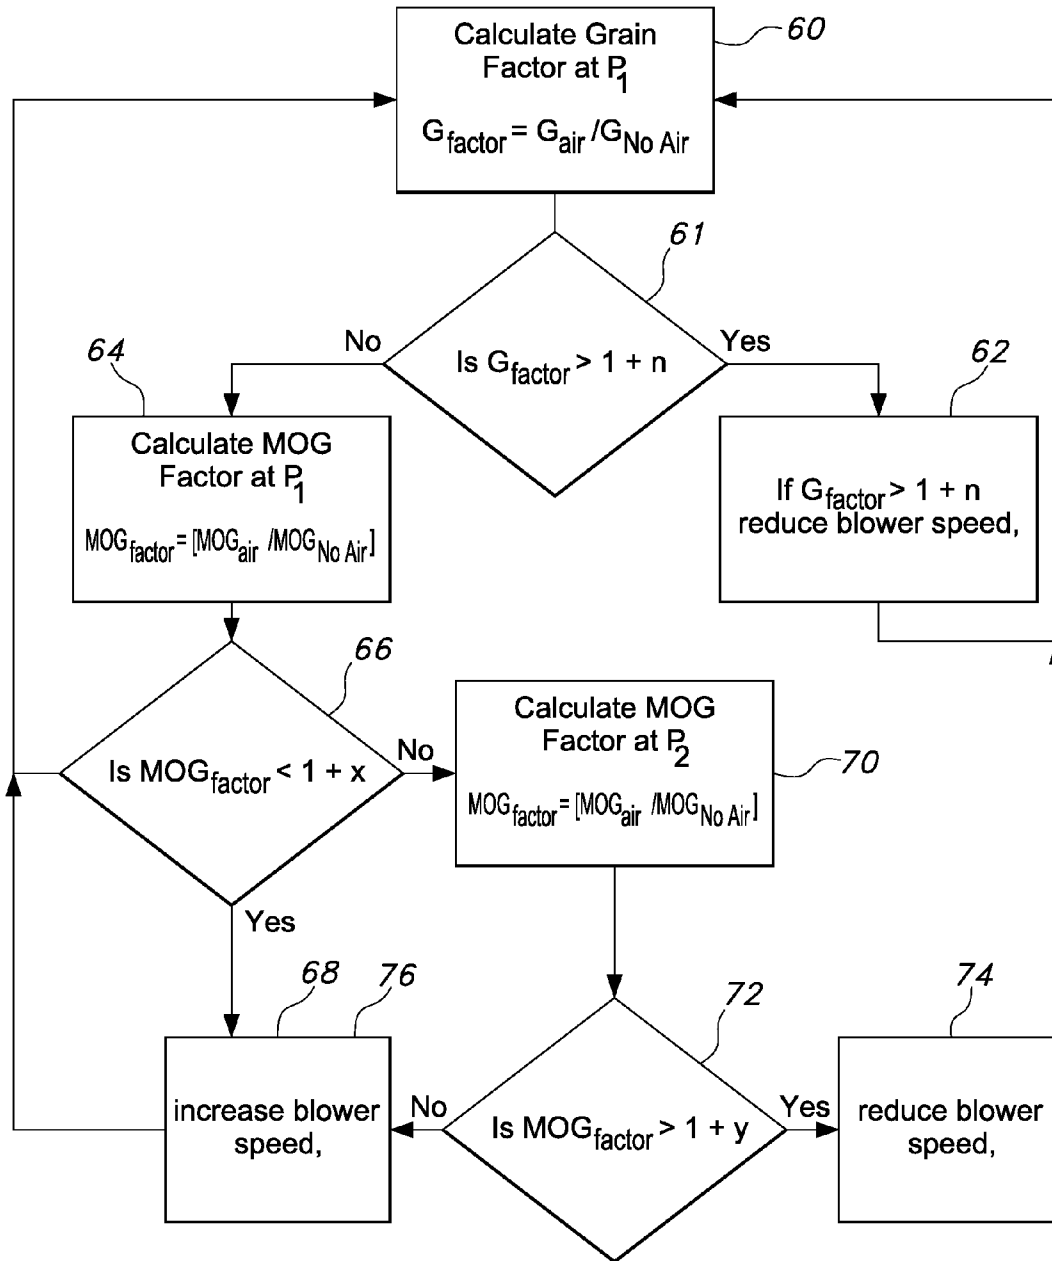 60
Calculate Grain
Factor at P1
Gfactor = Gair /GNo Air
61
No
Yes
Is Gfactor > 1 + n
64
62
Calculate MOG
Factor at P1
MOGfactor = [MOGair /MOGNo Air]
If Gfactor > 1 + n
reduce blower speed,
66
Is MOGfactor < 1 + x
No
Yes
Calculate MOG
Factor at P2
MOGfactor = [MOGair /MOGNo Air]
70
68
76
72
74
increase blower
speed,
No
Is MOGfactor > 1 + y
Yes
reduce blower
speed,